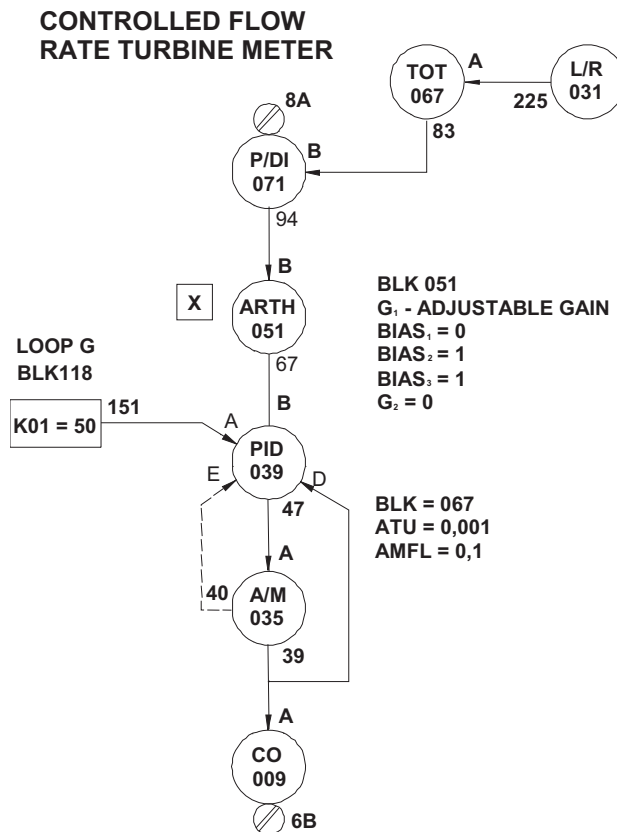 CONTROLLED FLOW
RATE TURBINE METER
TOT
067
A
L/R
031
225
83
8A
P/DI
071
B
94
B
X
ARTH
051
67
B
BLK 051
G₁ - ADJUSTABLE GAIN
BIAS₁ = 0
BIAS₂ = 1
BIAS₃ = 1
G₂ = 0
LOOP G
BLK118
151
K01 = 50
A
PID
039
E
D
47
BLK = 067
ATU = 0,001
AMFL = 0,1
A
40
A/M
035
39
A
CO
009
6B